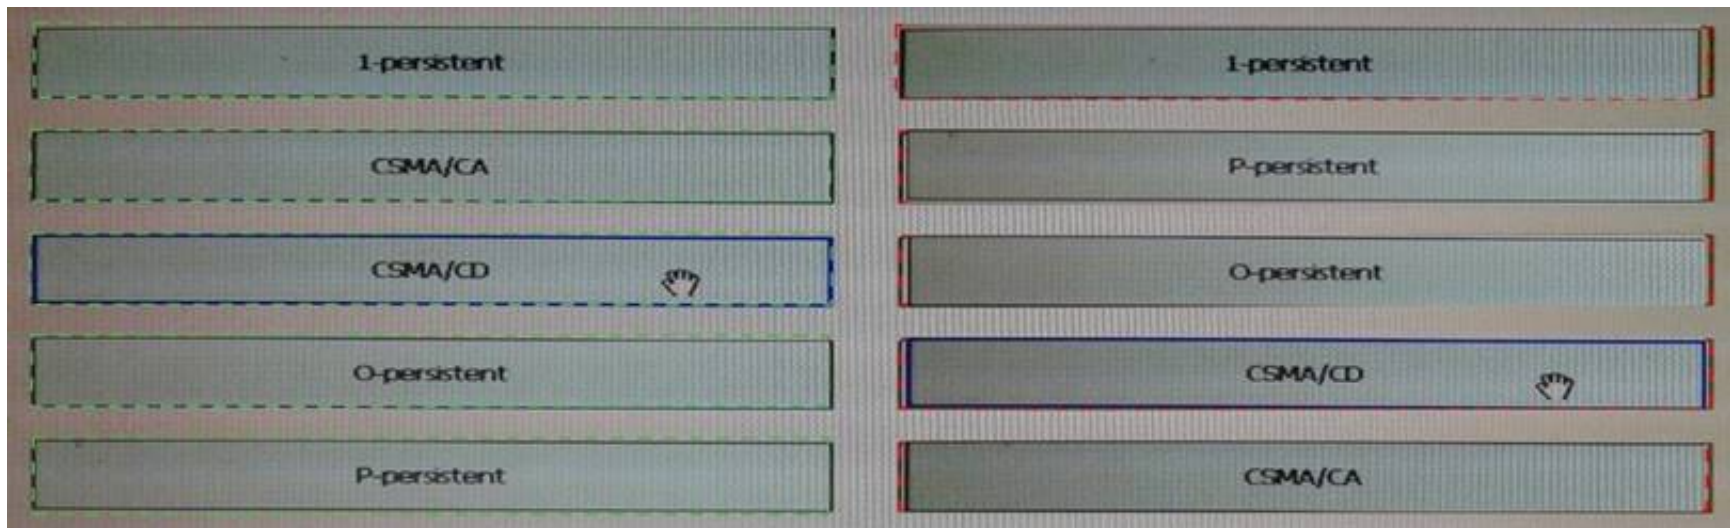 1-persistent
1-persistent
CSMA/CA
P-persistent
CSMA/CD
O-persistent
O-persistent
CSMA/CD
P-persistent
CSMA/CA